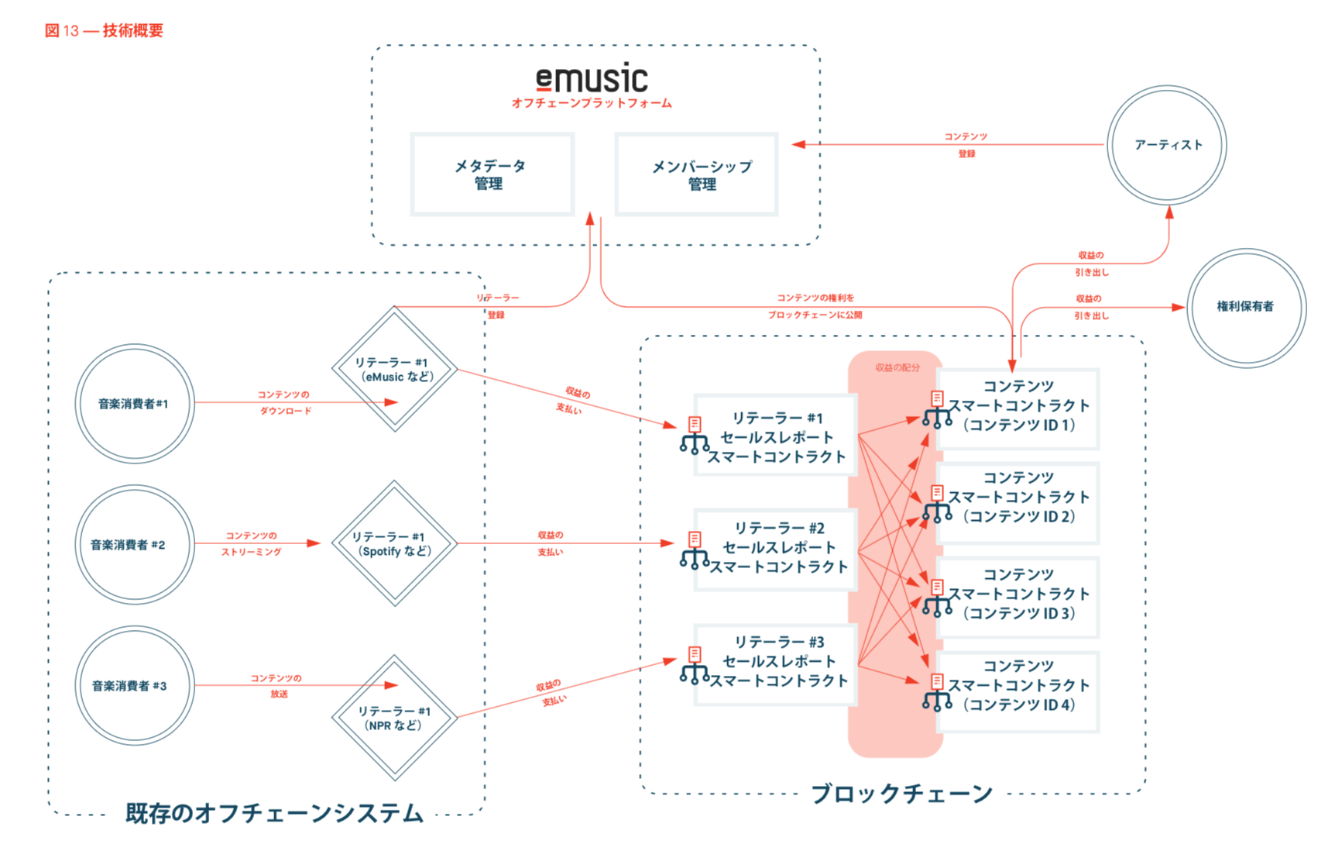 図 13 — 技術概要
emusic
オフチェーンプラットフォーム
メタデータ
管理
メンバーシップ
管理
コンテンツ
登録
アーティスト
収益の
引き出し
収益の
引き出し
権利保有者
リテーラー
登録
コンテンツの権利を
ブロックチェーンに公開
音楽消費者#1
コンテンツの
ダウンロード
リテーラー #1
（eMusic など）
収益の
支払い
音楽消費者 #2
コンテンツの
ストリーミング
リテーラー #1
（Spotify など）
収益の
支払い
音楽消費者 #3
コンテンツの
放送
リテーラー #1
（NPR など）
収益の
支払い
既存のオフチェーンシステム
収益の配分
リテーラー #1
セールスレポート
スマートコントラクト
リテーラー #2
セールスレポート
スマートコントラクト
リテーラー #3
セールスレポート
スマートコントラクト
コンテンツ
スマートコントラクト
（コンテンツ ID 1）
コンテンツ
スマートコントラクト
（コンテンツ ID 2）
コンテンツ
スマートコントラクト
（コンテンツ ID 3）
コンテンツ
スマートコントラクト
（コンテンツ ID 4）
ブロックチェーン